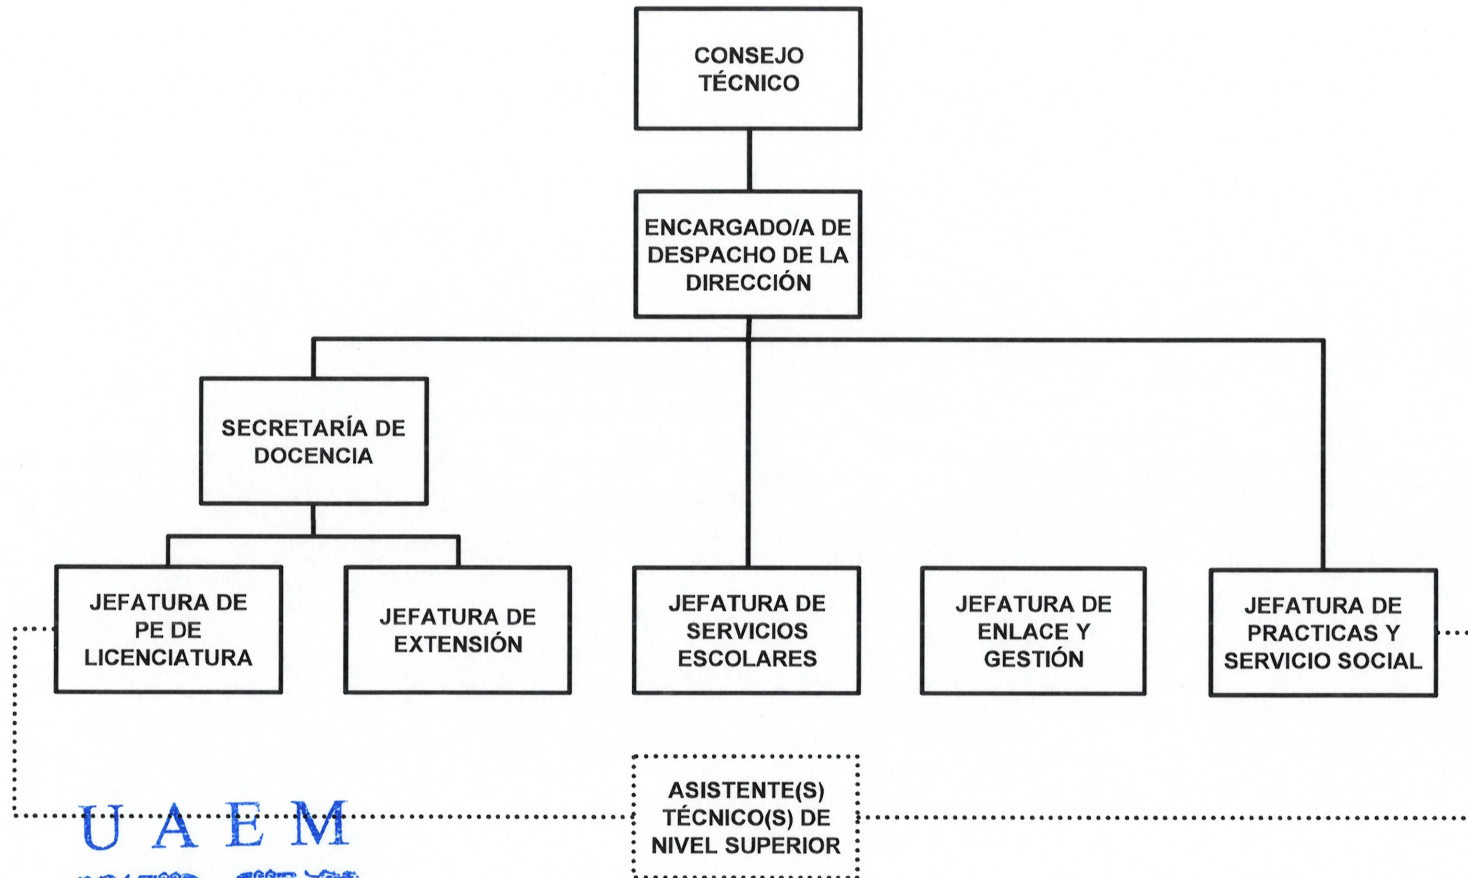 CONSEJO
TÉCNICO
ENCARGADO/A DE
DESPACHO DE LA
DIRECCIÓN
SECRETARÍA DE
DOCENCIA
JEFATURA DE
PE DE
LICENCIATURA
JEFATURA DE
EXTENSIÓN
JEFATURA DE
SERVICIOS
ESCOLARES
JEFATURA DE
ENLACE Y
GESTIÓN
JEFATURA DE
PRACTICAS Y
SERVICIO SOCIAL
ASISTENTE(S)
TÉCNICO(S) DE
NIVEL SUPERIOR
UAEM